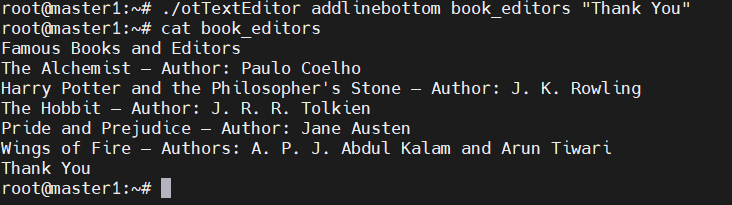 root@master1:~# ./otTextEditor addlinebottom book_editors "Thank You"
root@master1:~# cat book_editors
Famous Books and Editors
The Alchemist – Author: Paulo Coelho
Harry Potter and the Philosopher's Stone – Author: J. K. Rowling
The Hobbit – Author: J. R. R. Tolkien
Pride and Prejudice – Author: Jane Austen
Wings of Fire – Authors: A. P. J. Abdul Kalam and Arun Tiwari
Thank You
root@master1:~#